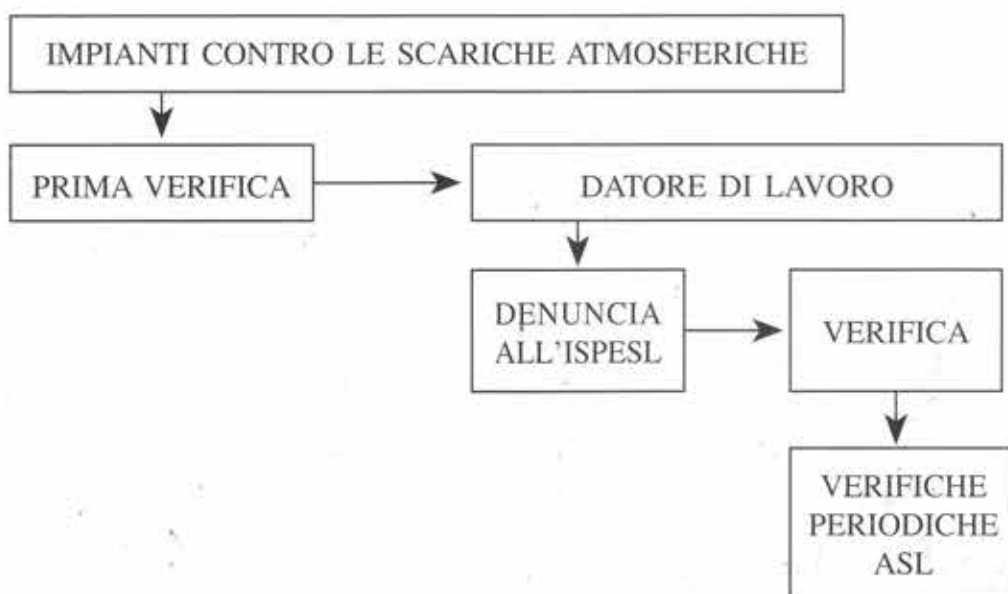 IMPIANTI CONTRO LE SCARICHE ATMOSFERICHE
PRIMA VERIFICA
DATORE DI LAVORO
DENUNCIA
ALL'ISPESL
VERIFICA
VERIFICHE
PERIODICHE
ASL